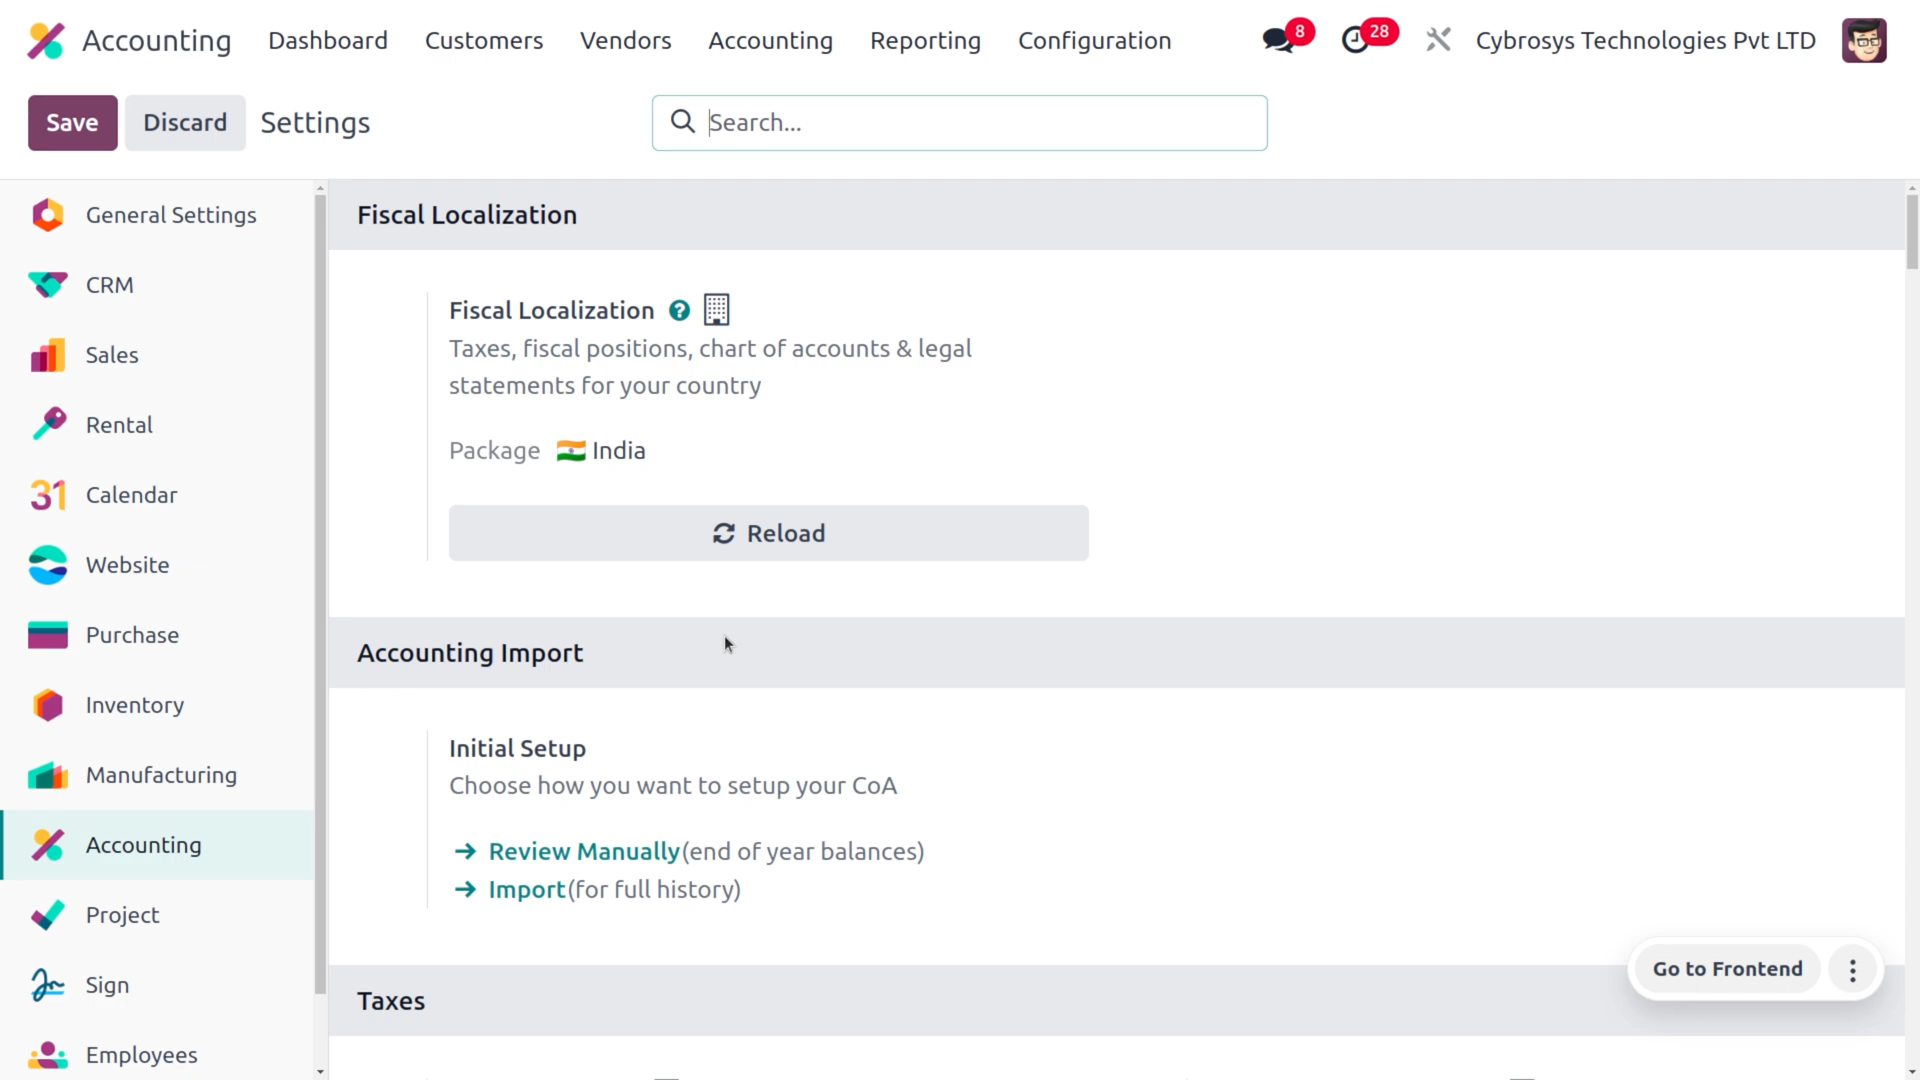 Accounting Dashboard Customers Vendors Accounting Reporting Configuration 8 28 Cybrosys Technologies Pvt LTD
Save Discard Settings Search...
General Settings
CRM
Sales
Rental
31 Calendar
Website
Purchase
Inventory
Manufacturing
Accounting
Project
Sign
Employees
Fiscal Localization
Fiscal Localization ?
Taxes, fiscal positions, chart of accounts & legal
statements for your country
Package India
Reload
Accounting Import
Initial Setup
Choose how you want to setup your CoA
→ Review Manually(end of year balances)
→ Import(for full history)
Go to Frontend
Taxes